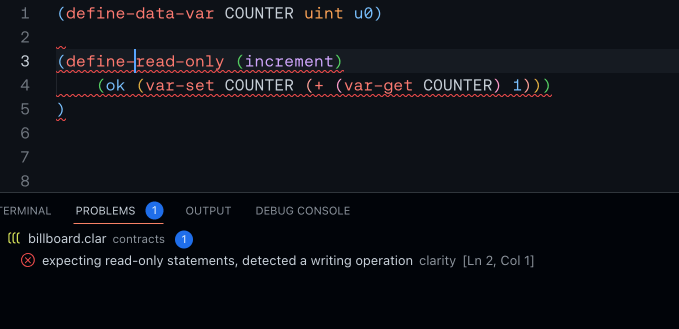 1 (define-data-var COUNTER uint u0)
2
3 (define-read-only (increment)
4 (ok (var-set COUNTER (+ (var-get COUNTER) 1)))
5 )
6
7
8
TERMINAL PROBLEMS 1 OUTPUT DEBUG CONSOLE
billboard.clar contracts 1
expecting read-only statements, detected a writing operation clarity [Ln 2, Col 1]